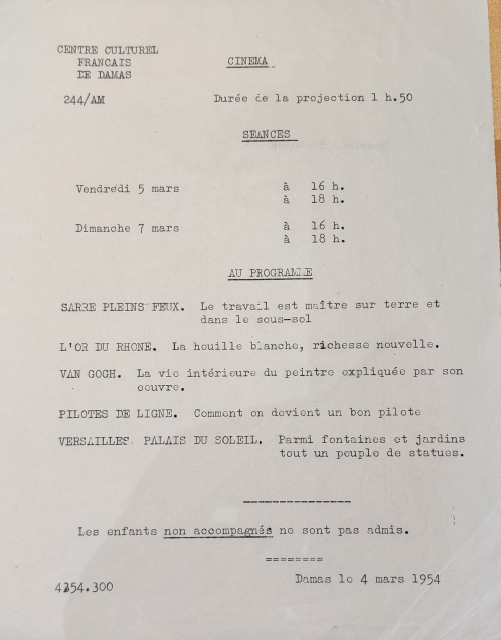 CENTRE CULTUREL
FRANCAIS
DE DAMAS
CINEMA
244/AM
Durée de la projection 1 h.50
SEANCES
Vendredi 5 mars à 16 h.
à 18 h.
Dimanche 7 mars à 16 h.
à 18 h.
AU PROGRAMME
SARRE PLEINS FEUX. Le travail est maître sur terre et
dans le sous-sol
L'OR DU RHONE. La houille blanche, richesse nouvelle.
VAN GOGH. La vie intérieure du peintre expliquée par son
oeuvre.
PILOTES DE LIGNE. Comment on devient un bon pilote
VERSAILLES PALAIS DU SOLEIL. Parmi fontaines et jardins
tout un peuple de statues.
Les enfants non accompagnés ne sont pas admis.
Damas le 4 mars 1954
4354.300